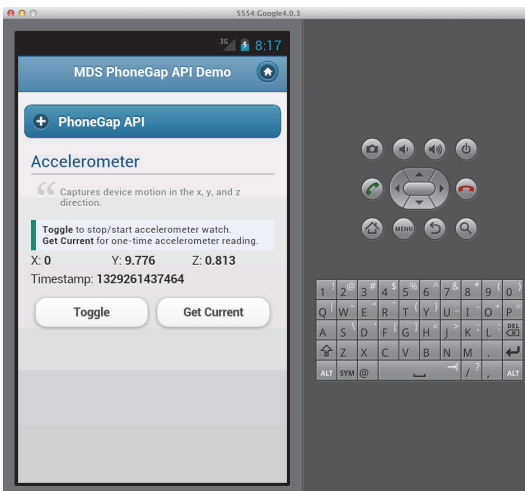 5554:Google4.0.3
3G 8:17
MDS PhoneGap API Demo
PhoneGap API
Accelerometer
Captures device motion in the x, y, and z
direction.
Toggle to stop/start accelerometer watch.
Get Current for one-time accelerometer reading.
X: 0 Y: 9.776 Z: 0.813
Timestamp: 1329261437464
Toggle Get Current
MENU
1 ! 2 @ 3 # 4 $ 5 % 6 ^ 7 & 8 * 9 ( 0 )
Q W ~ E " R T { Y } U - I O + P =
A S \ D ' F [ G ] H < J > K ; L : DEL
Z X C V B N M .
ALT SYM @ / ? , ALT